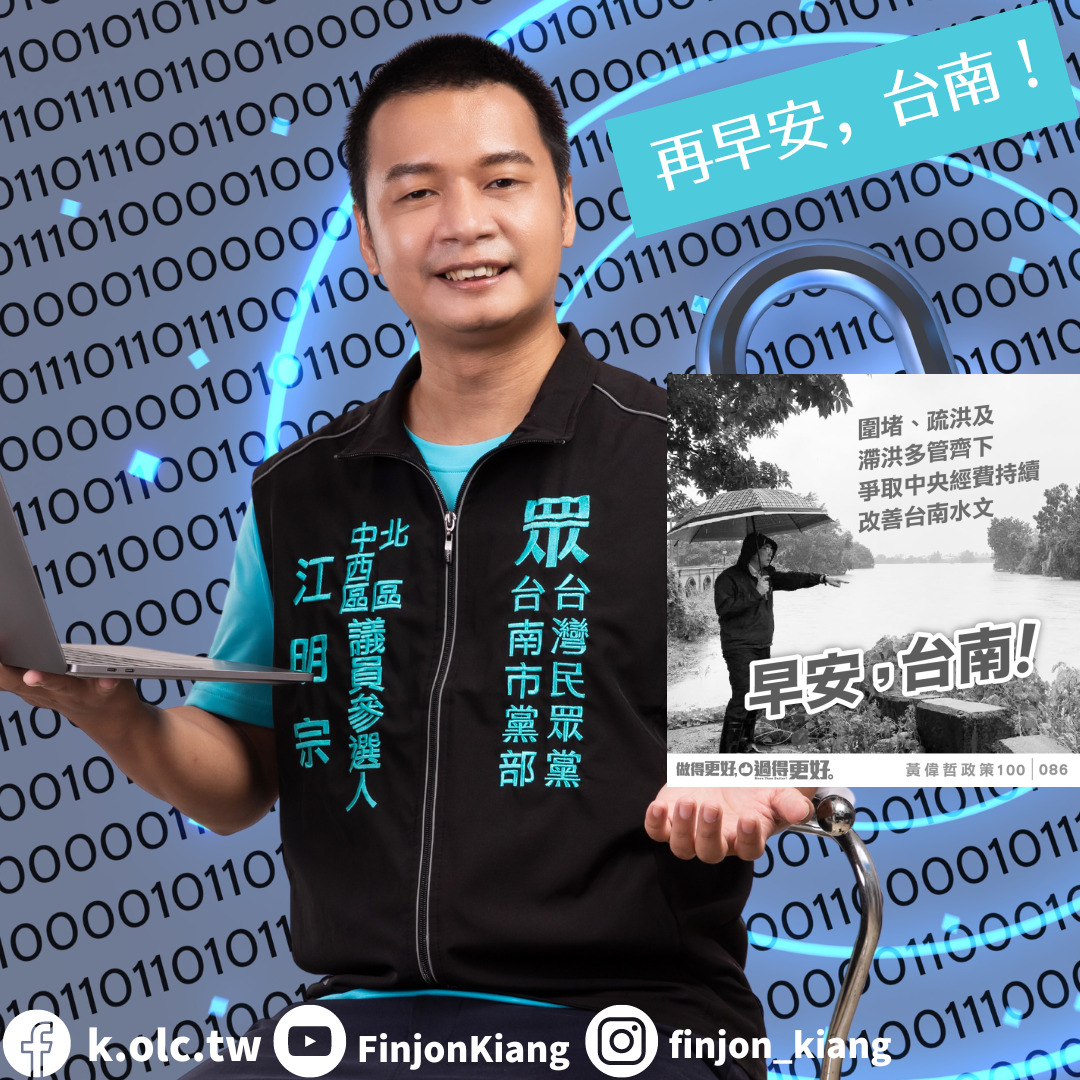 再早安，台南！
北區
中西區
議員參選人
江明宗
眾
台灣民眾黨
台南市黨部
圍堵、疏洪及
滯洪多管齊下
爭取中央經費持續
改善台南水文
早安，台南!
做得更好,過得更好。
黃偉哲政策100 | 086
k.olc.tw
FinjonKiang
finjon_kiang